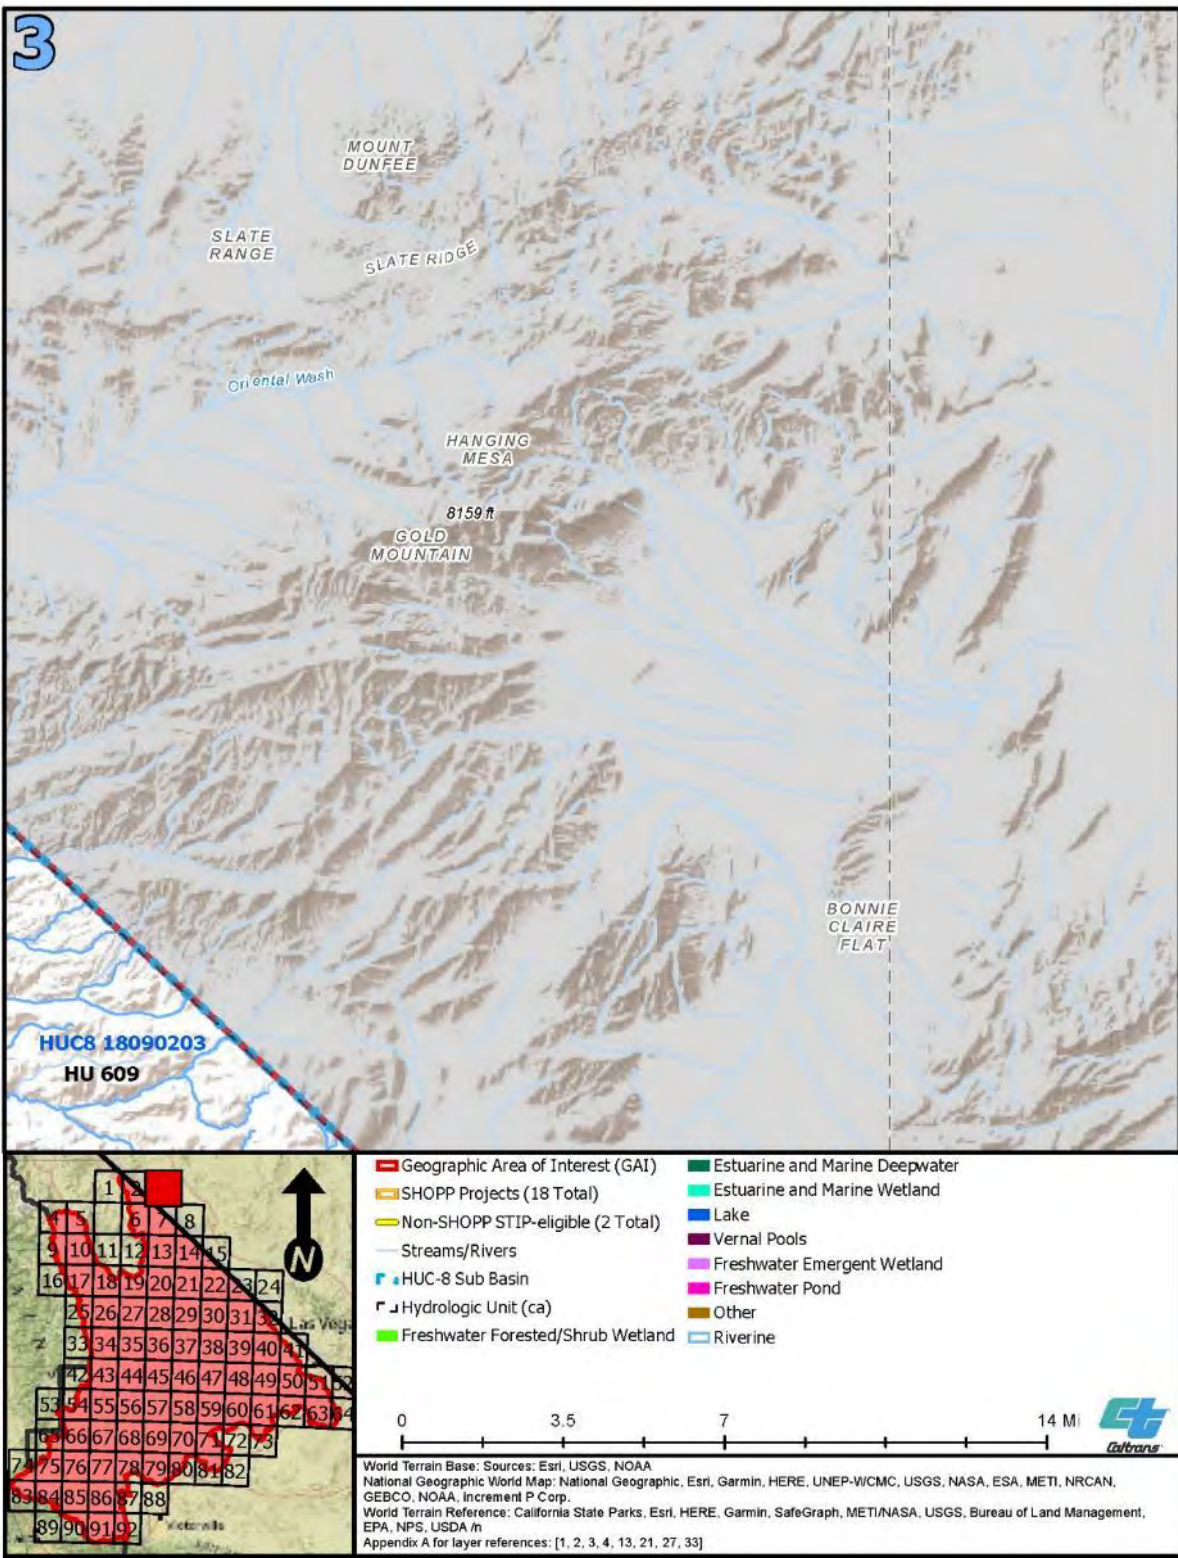 3
MOUNT
DUNFEE
SLATE
RANGE
SLATE RIDGE
Oriental Wash
HANGING
MESA
8159 ft
GOLD
MOUNTAIN
BONNIE
CLAIRE
FLAT
HUC8 18090203
HU 609
1 2
4 5 6 7 8
9 10 11 12 13 14 15
16 17 18 19 20 21 22 23 24
25 26 27 28 29 30 31 32
Las Vega
33 34 35 36 37 38 39 40 41
42 43 44 45 46 47 48 49 50 51 52
53 54 55 56 57 58 59 60 61 62 63 64
65 66 67 68 69 70 71 72 73
74 75 76 77 78 79 80 81 82
83 84 85 86 87 88
Victorville
89 90 91 92
N
Geographic Area of Interest (GAI)
SHOPP Projects (18 Total)
Non-SHOPP STIP-eligible (2 Total)
Streams/Rivers
HUC-8 Sub Basin
Hydrologic Unit (ca)
Freshwater Forested/Shrub Wetland
Estuarine and Marine Deepwater
Estuarine and Marine Wetland
Lake
Vernal Pools
Freshwater Emergent Wetland
Freshwater Pond
Other
Riverine
0 3.5 7 14 Mi
Caltrans
World Terrain Base: Sources: Esri, USGS, NOAA
National Geographic World Map: National Geographic, Esri, Garmin, HERE, UNEP-WCMC, USGS, NASA, ESA, METI, NRCAN,
GEBCO, NOAA, Increment P Corp.
World Terrain Reference: California State Parks, Esri, HERE, Garmin, SafeGraph, METI/NASA, USGS, Bureau of Land Management,
EPA, NPS, USDA /n
Appendix A for layer references: [1, 2, 3, 4, 13, 21, 27, 33]